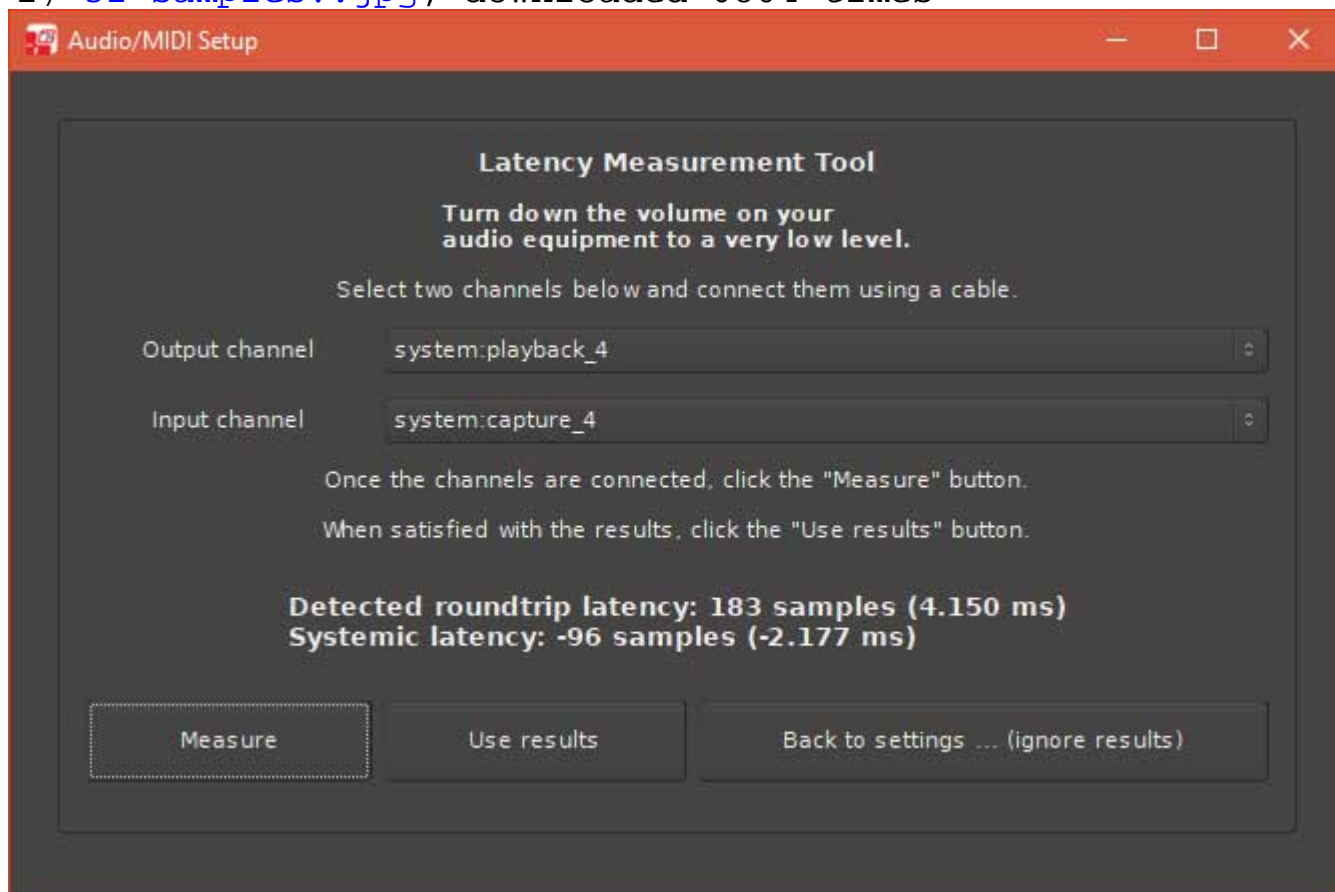 Audio/MIDI Setup
Latency Measurement Tool
Turn down the volume on your
audio equipment to a very low level.
Select two channels below and connect them using a cable.
Output channel system:playback_4
Input channel system:capture_4
Once the channels are connected, click the "Measure" button.
When satisfied with the results, click the "Use results" button.
Detected roundtrip latency: 183 samples (4.150 ms)
Systemic latency: -96 samples (-2.177 ms)
Measure Use results Back to settings ... (ignore results)